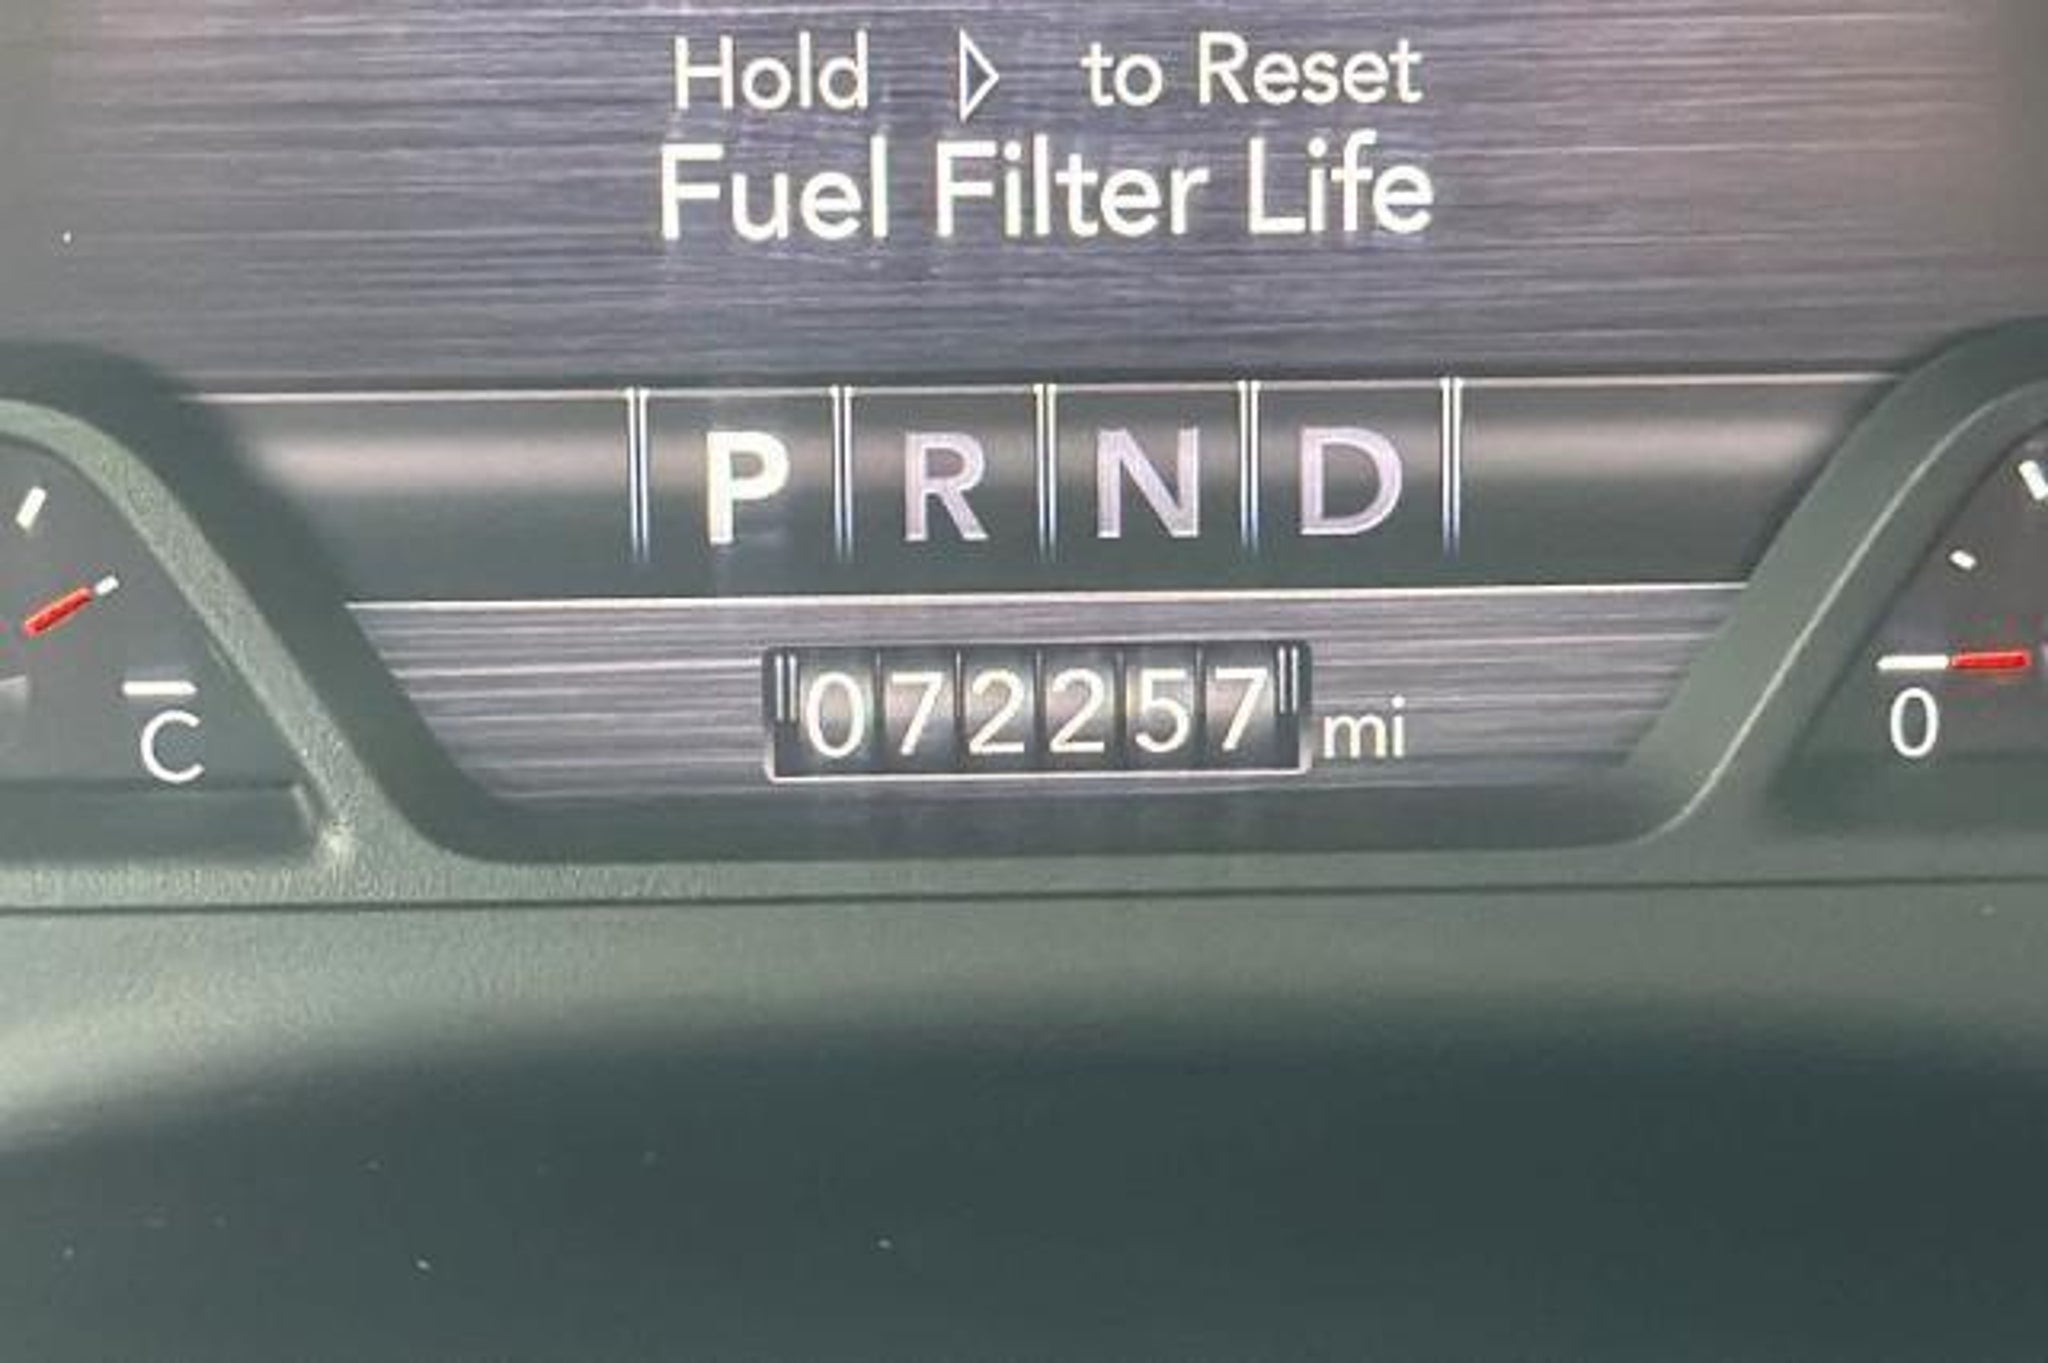 Hold ▷ to Reset
Fuel Filter Life
P R N D
C
072257 mi
0